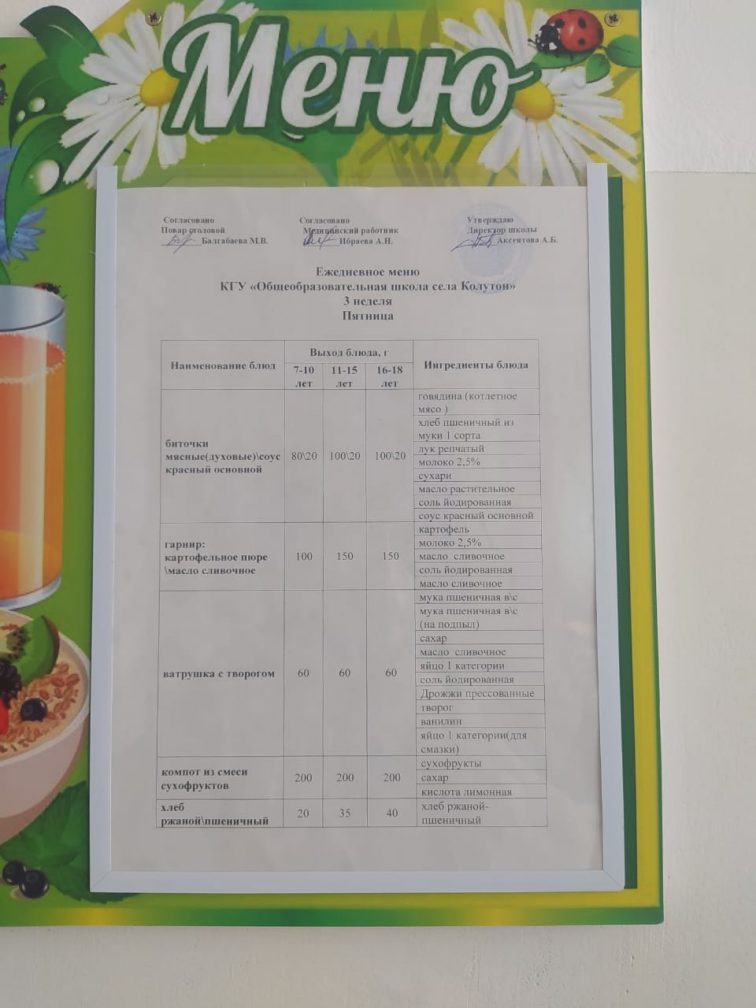 Меню
Согласовано Согласовано Утверждаю
Повар столовой Медицинский работник Директор школы
Балгабаева М.В. Ибраева А.Н. Аксентова А.Б.
Ежедневное меню
КГУ «Общеобразовательная школа села Колутон»
3 неделя
Пятница
Наименование блюд
Выход блюда, г
7-10 лет
11-15 лет
16-18 лет
Ингредиенты блюда
биточки
мясные(духовые)\соус
красный основной
80\20 100\20 100\20
говядина (котлетное
мясо )
хлеб пшеничный из
муки 1 сорта
лук репчатый
молоко 2,5%
сухари
масло растительное
соль йодированная
соус красный основной
гарнир:
картофельное пюре
\масло сливочное
100 150 150
картофель
молоко 2,5%
масло сливочное
соль йодированная
масло сливочное
ватрушка с творогом
60 60 60
мука пшеничная в\с
мука пшеничная в\с
(на подпыл)
сахар
масло сливочное
яйцо 1 категории
соль йодированная
Дрожжи прессованные
творог
ванилин
яйцо 1 категории(для
смазки)
компот из смеси
сухофруктов
200 200 200
сухофрукты
сахар
кислота лимонная
хлеб
ржаной\пшеничный
20 35 40
хлеб ржаной-
пшеничный